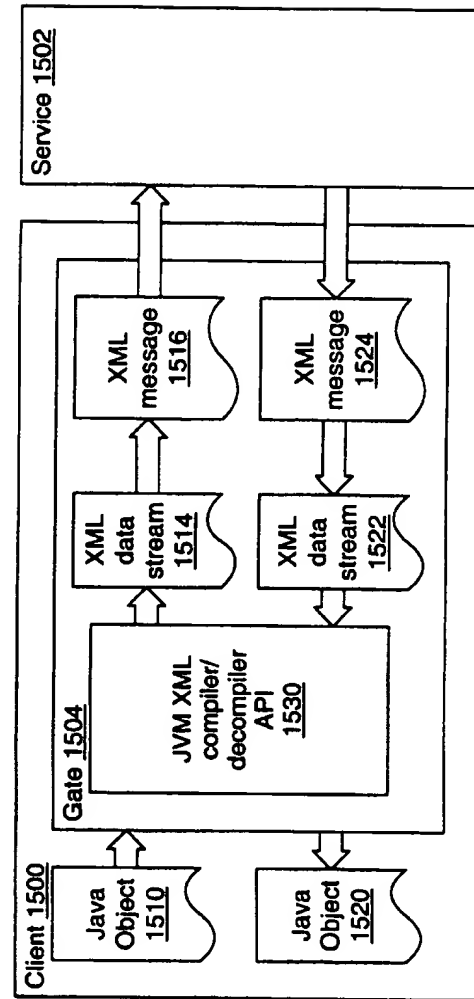 Client 1500
Java
Object
1510
Java
Object
1520
Gate 1504
JVM XML
compiler/
decompiler
API
1530
XML
data
stream
1514
XML
message
1516
XML
data
stream
1522
XML
message
1524
Service 1502